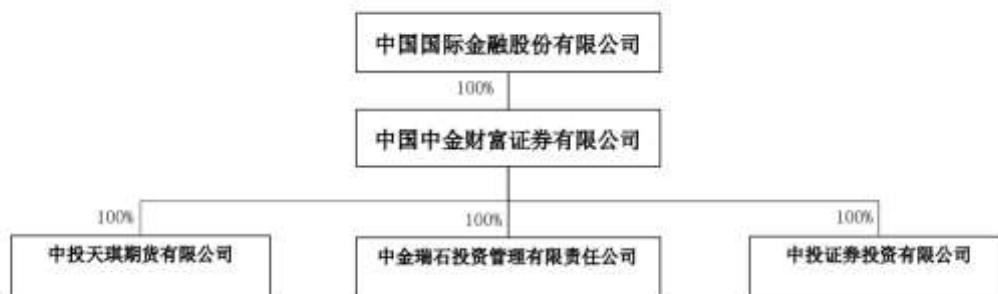 中国国际金融股份有限公司
100%
中国中金财富证券有限公司
100%
100%
100%
中投天琪期货有限公司
中金瑞石投资管理有限责任公司
中投证券投资有限公司